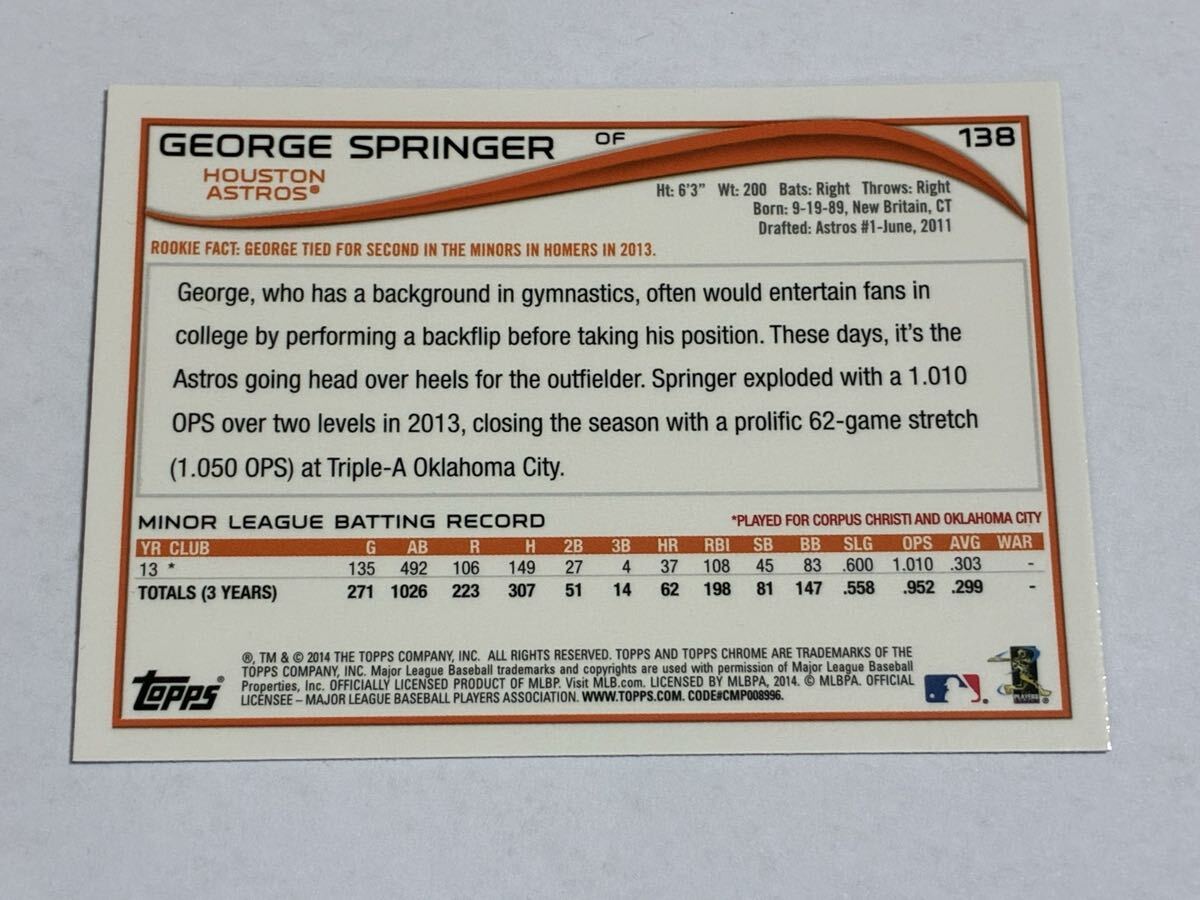 GEORGE SPRINGER OF 138
HOUSTON
ASTROS®
Ht: 6'3" Wt: 200 Bats: Right Throws: Right
Born: 9-19-89, New Britain, CT
Drafted: Astros #1-June, 2011
ROOKIE FACT: GEORGE TIED FOR SECOND IN THE MINORS IN HOMERS IN 2013.
George, who has a background in gymnastics, often would entertain fans in
college by performing a backflip before taking his position. These days, it's the
Astros going head over heels for the outfielder. Springer exploded with a 1.010
OPS over two levels in 2013, closing the season with a prolific 62-game stretch
(1.050 OPS) at Triple-A Oklahoma City.
MINOR LEAGUE BATTING RECORD *PLAYED FOR CORPUS CHRISTI AND OKLAHOMA CITY
YR CLUB G AB R H 2B 3B HR RBI SB BB SLG OPS AVG WAR
13 * 135 492 106 149 27 4 37 108 45 83 .600 1.010 .303 -
TOTALS (3 YEARS) 271 1026 223 307 51 14 62 198 81 147 .558 .952 .299 -
®, TM & © 2014 THE TOPPS COMPANY, INC. ALL RIGHTS RESERVED. TOPPS AND TOPPS CHROME ARE TRADEMARKS OF THE
TOPPS COMPANY, INC. Major League Baseball trademarks and copyrights are used with permission of Major League Baseball
Properties, Inc. OFFICIALLY LICENSED PRODUCT OF MLBP. Visit MLB.com. LICENSED BY MLBPA, 2014. © MLBPA. OFFICIAL
LICENSEE – MAJOR LEAGUE BASEBALL PLAYERS ASSOCIATION. WWW.TOPPS.COM. CODE#CMP008996.
TOPPS®
PLAYERS